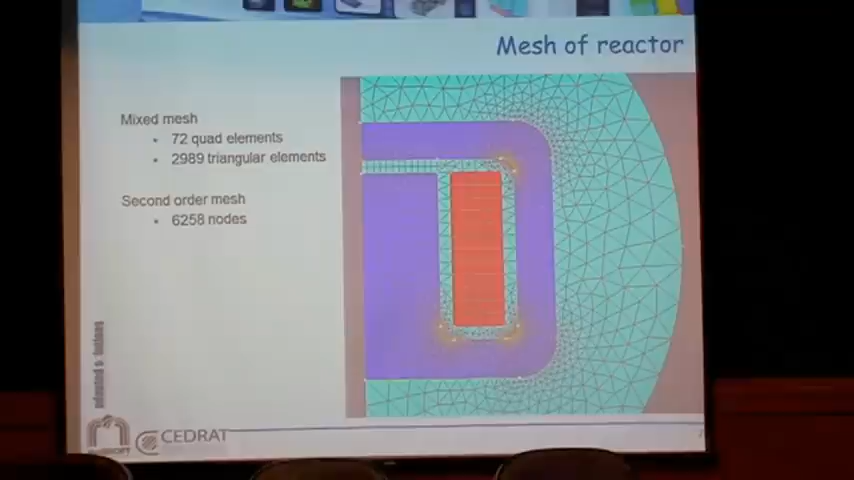 Mesh of reactor
Mixed mesh
• 72 quad elements
• 2989 triangular elements
Second order mesh
• 6258 nodes
CEDRAT